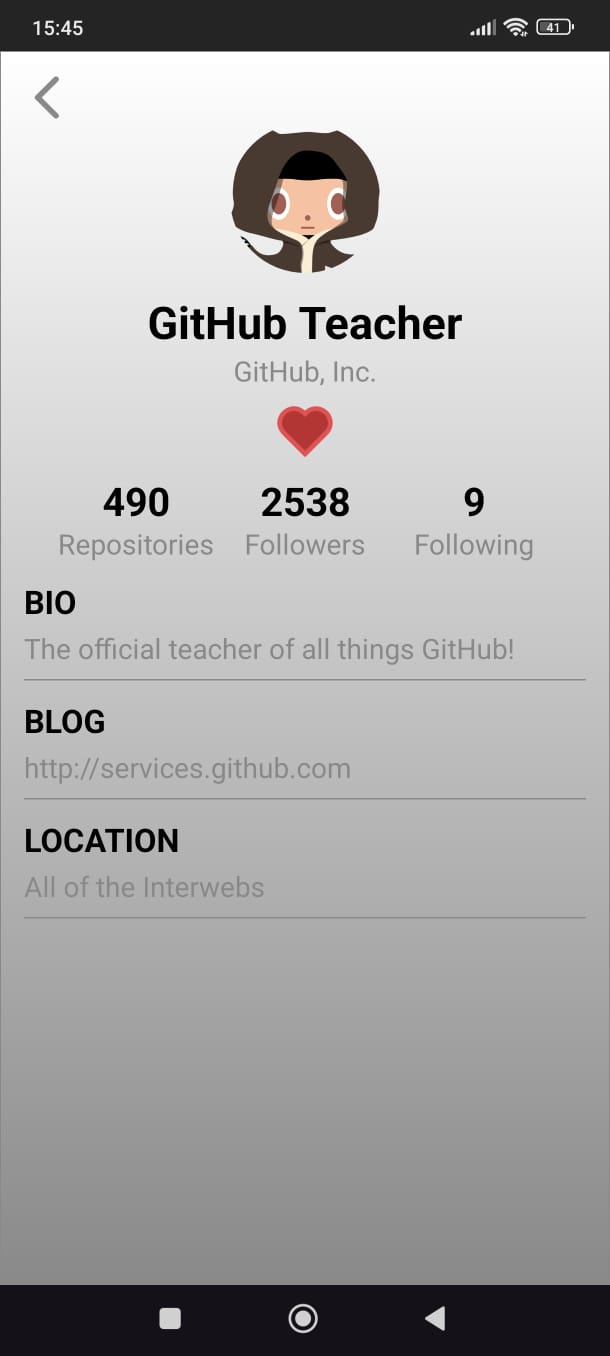 15:45
41
GitHub Teacher
GitHub, Inc.
490 2538 9
Repositories Followers Following
BIO
The official teacher of all things GitHub!
BLOG
http://services.github.com
LOCATION
All of the Interwebs